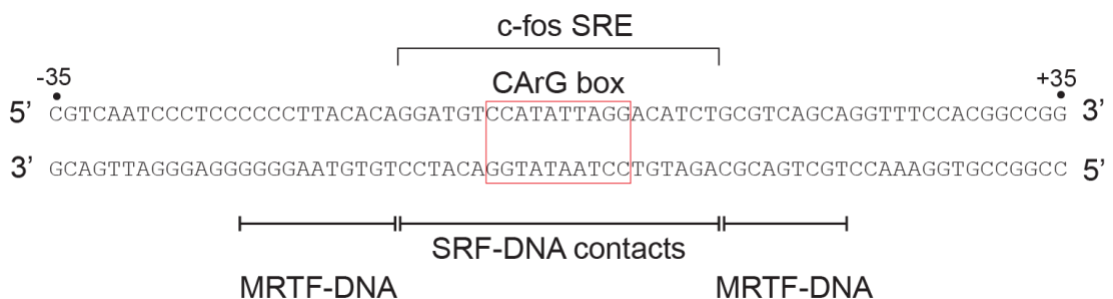 c-fos SRE
CArG box
-35 +35
5’ CGTCAATCCCTCCCCCCTTACACAGGATGTCCATATTAGGACATCTGCGTCAGCAGGTTTCCACGGCCGG 3’
3’ GCAGTTAGGGAGGGGGGAATGTGTCCTACAGGTATAATCCTGTAGACGCAGTCGTCCAAAGGTGCCGGCC 5’
SRF-DNA contacts
MRTF-DNA MRTF-DNA